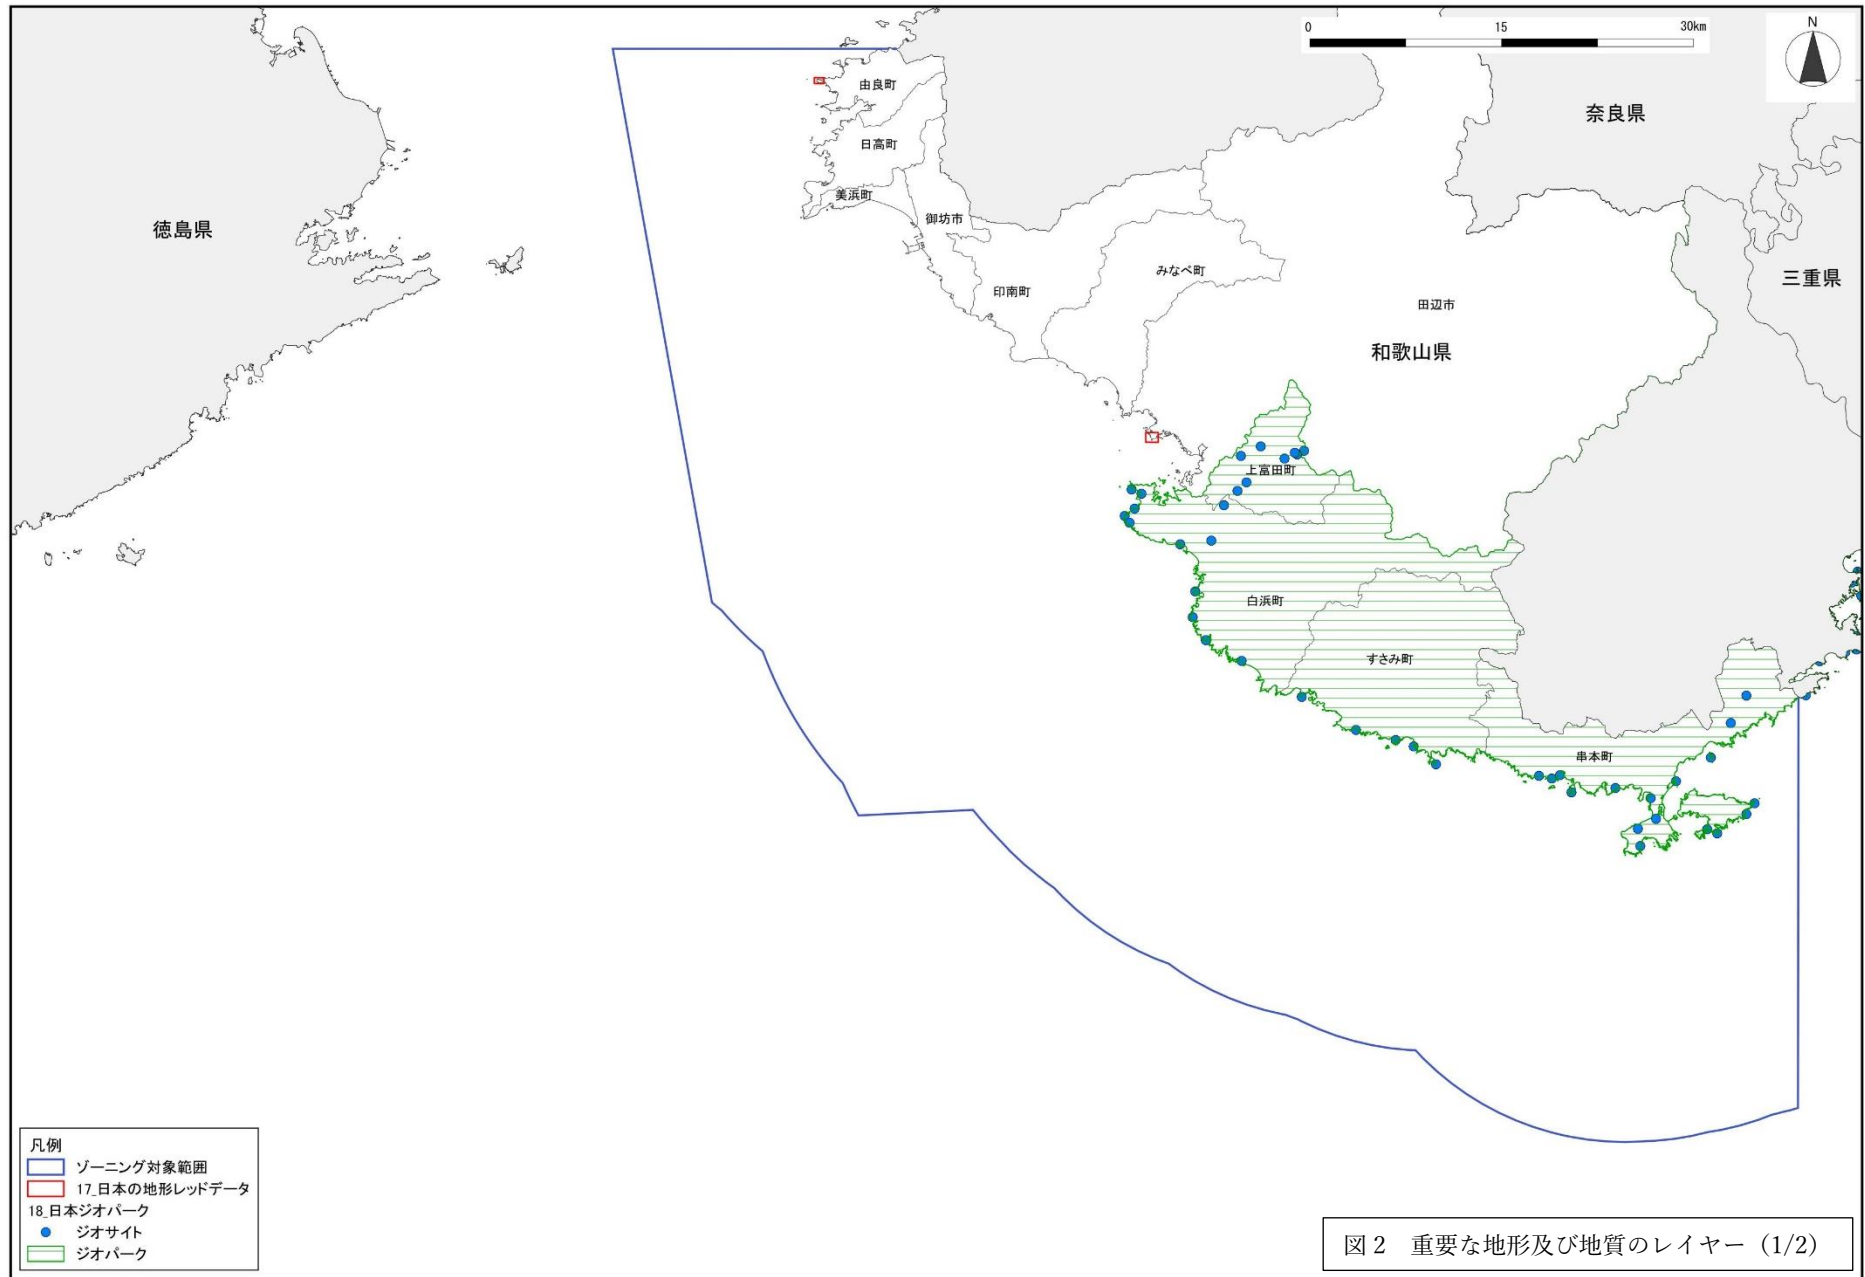 0 15 30km
N
奈良県
由良町
日高町
美浜町
徳島県
御坊市
みなべ町
三重県
印南町
田辺市
和歌山県
上富田町
白浜町
すさみ町
串本町
凡例
ゾーニング対象範囲
17_日本の地形レッドデータ
18_日本ジオパーク
ジオサイト
ジオパーク
図2 重要な地形及び地質のレイヤー（1/2）